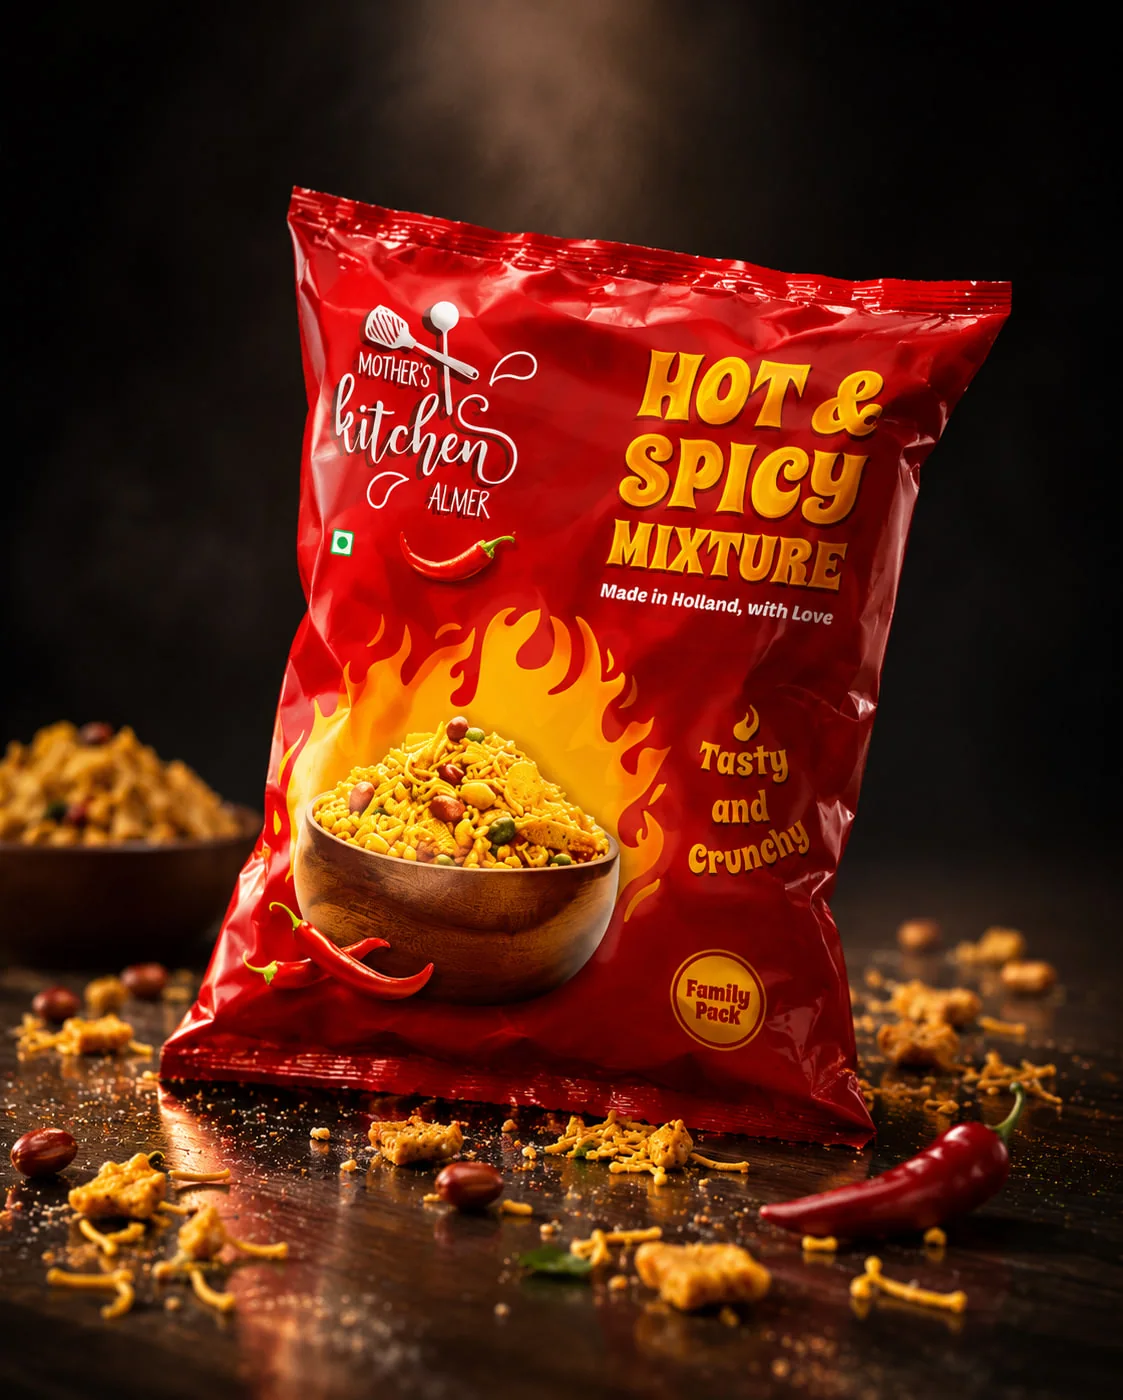 MOTHER'S
kitchen
ALMER
HOT &
SPICY
MIXTURE
Made in Holland, with Love
Tasty
and
Crunchy
Family
Pack